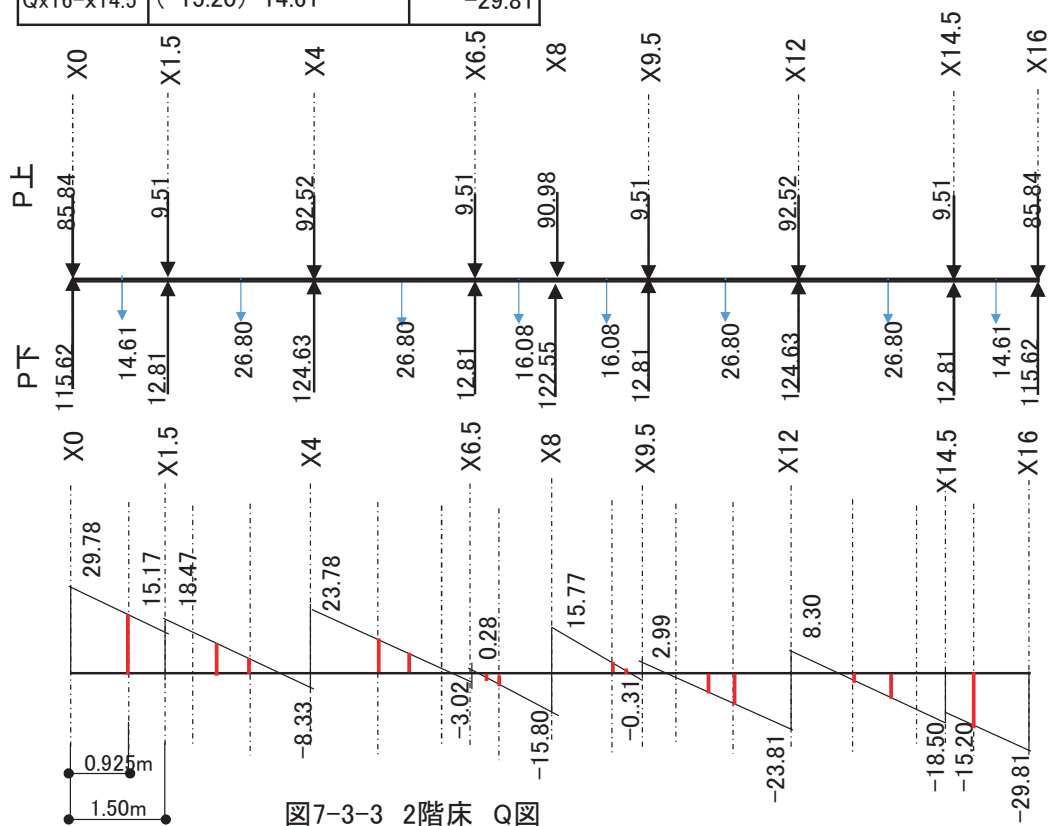 Qx16-x14.5 (-15.20)-14.61 -29.81
X0 X1.5 X4 X6.5 X8 X9.5 X12 X14.5 X16
P上 85.84 9.51 92.52 9.51 90.98 9.51 92.52 9.51 85.84
P下 115.62 14.61 12.81 26.80 124.63 26.80 12.81 16.08 122.55 16.08 12.81 26.80 124.63 26.80 12.81 14.61 115.62
X0 X1.5 X4 X6.5 X8 X9.5 X12 X14.5 X16
29.78 15.17 18.47 23.78 0.28 15.77 2.99 8.30
-8.33 -3.02 -15.80 -0.31 -23.81 -18.50 -15.20 -29.81
0.925m
1.50m
図7-3-3 2階床 Q図